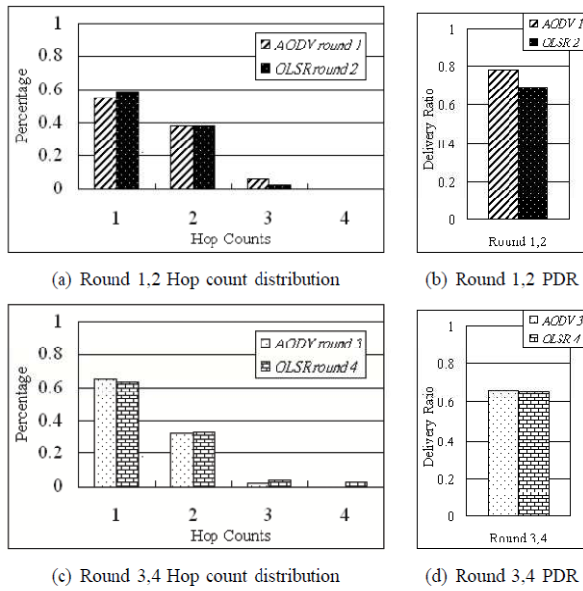 1
0.8
0.6
0.4
0.2
0
Percentage
AODV round 1
OLSR round 2
1 2 3 4
Hop Counts
(a) Round 1,2 Hop count distribution
AODV 1
OLSR 2
1
0.8
0.6
0.4
0.2
0
Delivery Ratio
Round 1,2
(b) Round 1,2 PDR
1
0.8
0.6
0.4
0.2
0
Percentage
AODV round 3
OLSR round 4
1 2 3 4
Hop Counts
(c) Round 3,4 Hop count distribution
AODV 3
OLSR 4
1
0.8
0.6
0.4
0.2
0
Delivery Ratio
Round 3,4
(d) Round 3,4 PDR